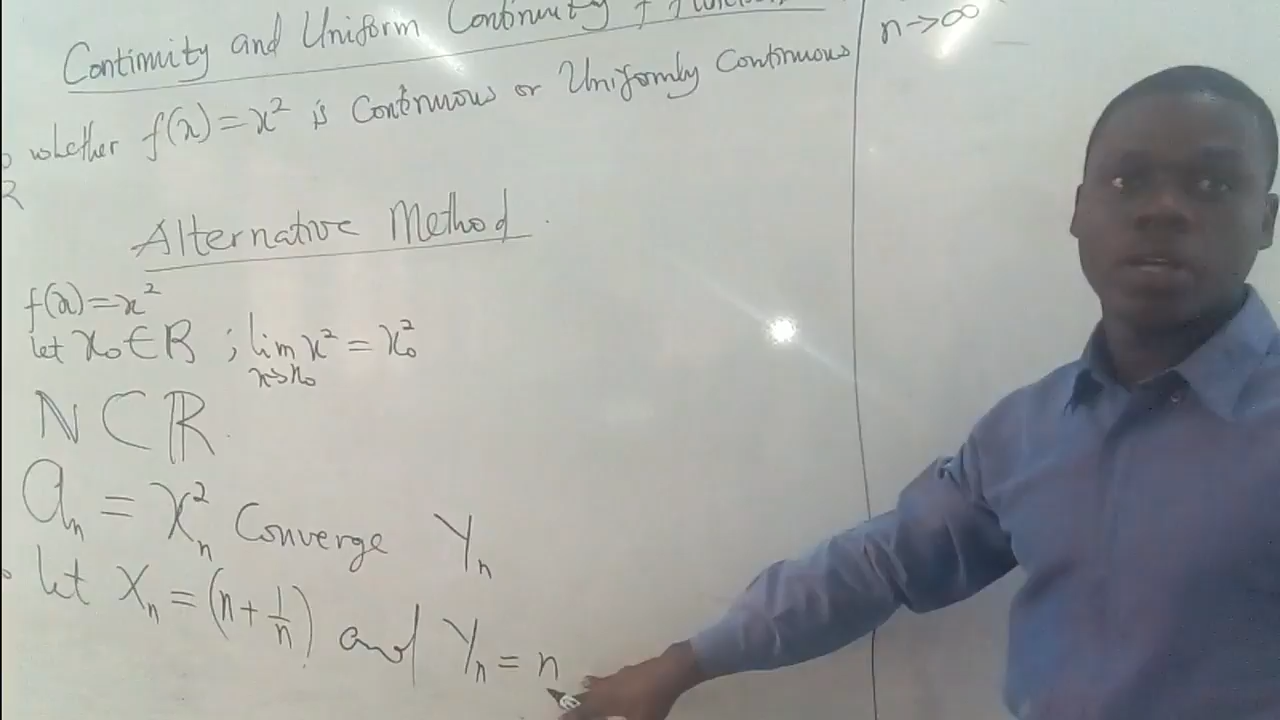 Continuity and Uniform Continuity of
whether f(x)=x² is Continuous or Uniformly Continuous
Alternative Method.
f(x)=x²
let x₀∈R ; lim x² = x₀²
x→x₀
N⊂R.
aₙ = xₙ² Converge Yₙ
let Xₙ = (n+1/n) and Yₙ = n
n→∞